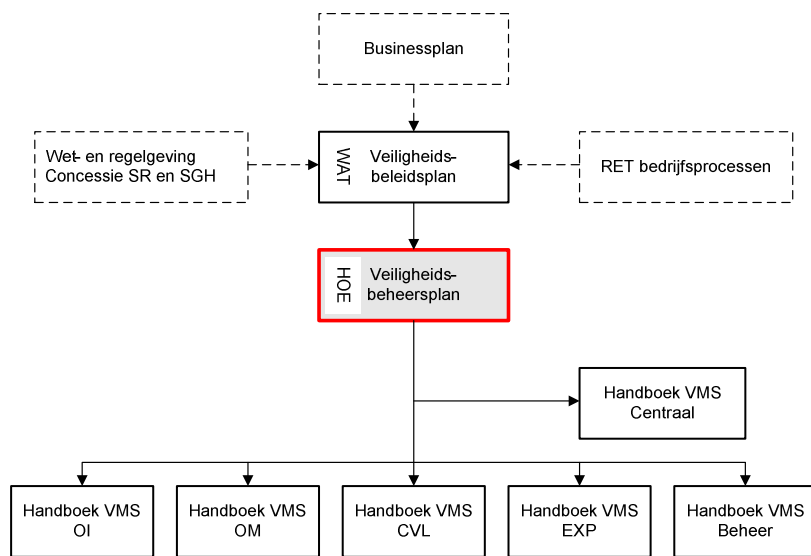 Businessplan
Wet- en regelgeving
Concessie SR en SGH
WAT
Veiligheids-
beleidsplan
RET bedrijfsprocessen
HOE
Veiligheids-
beheersplan
Handboek VMS
Centraal
Handboek VMS
OI
Handboek VMS
OM
Handboek VMS
CVL
Handboek VMS
EXP
Handboek VMS
Beheer